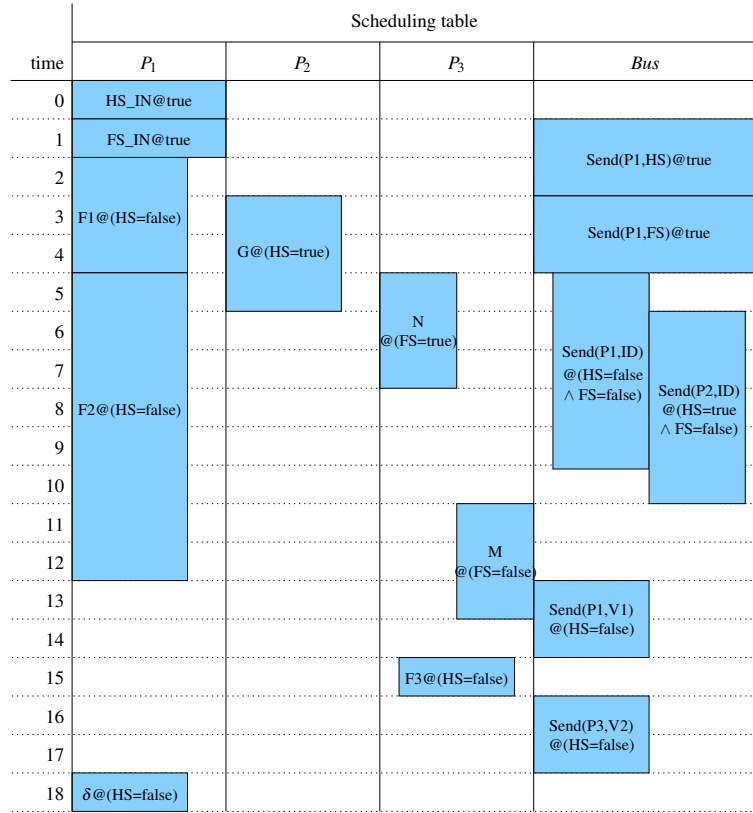 Scheduling table
time P1 P2 P3 Bus
0 HS_IN@true
1 FS_IN@true
Send(P1,HS)@true
2
3 F1@(HS=false)
Send(P1,FS)@true
G@(HS=true)
4
5
N
6
@(FS=true)
Send(P1,ID)
7
@(HS=false
∧ FS=false)
Send(P2,ID)
@(HS=true
∧ FS=false)
8 F2@(HS=false)
9
10
11
M
12
@(FS=false)
13
Send(P1,V1)
@(HS=false)
14
15 F3@(HS=false)
16
Send(P3,V2)
@(HS=false)
17
18 δ@(HS=false)